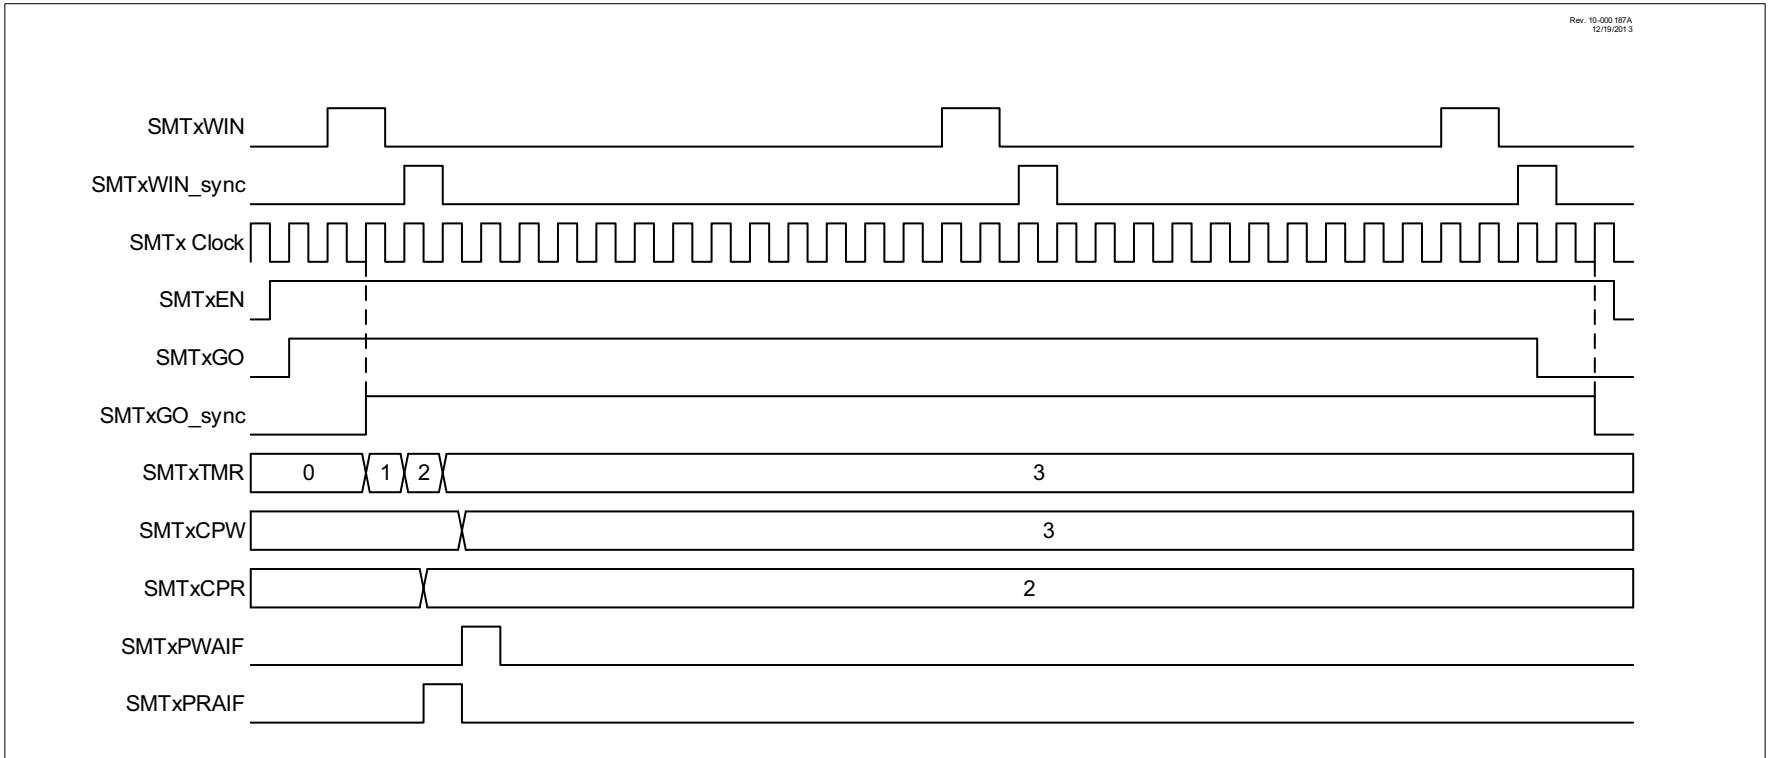 Rev. 10-000 187A
12/19/201 3
SMTxWIN
SMTxWIN_sync
SMTx Clock
SMTxEN
SMTxGO
SMTxGO_sync
SMTxTMR 0 1 2 3
SMTxCPW 3
SMTxCPR 2
SMTxPWAIF
SMTxPRAIF